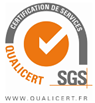 CERTIFICATION DE SERVICES
QUALICERT
SGS
WWW.QUALICERT.FR